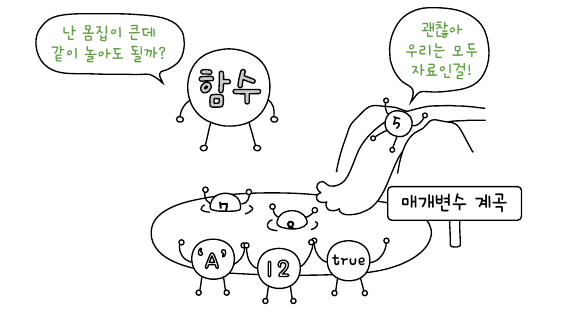 난 몸집이 큰데
같이 놀아도 될까?
괜찮아
우리는 모두
자료인걸!
함수
5
매개변수 계곡
7
8
'A'
12
true